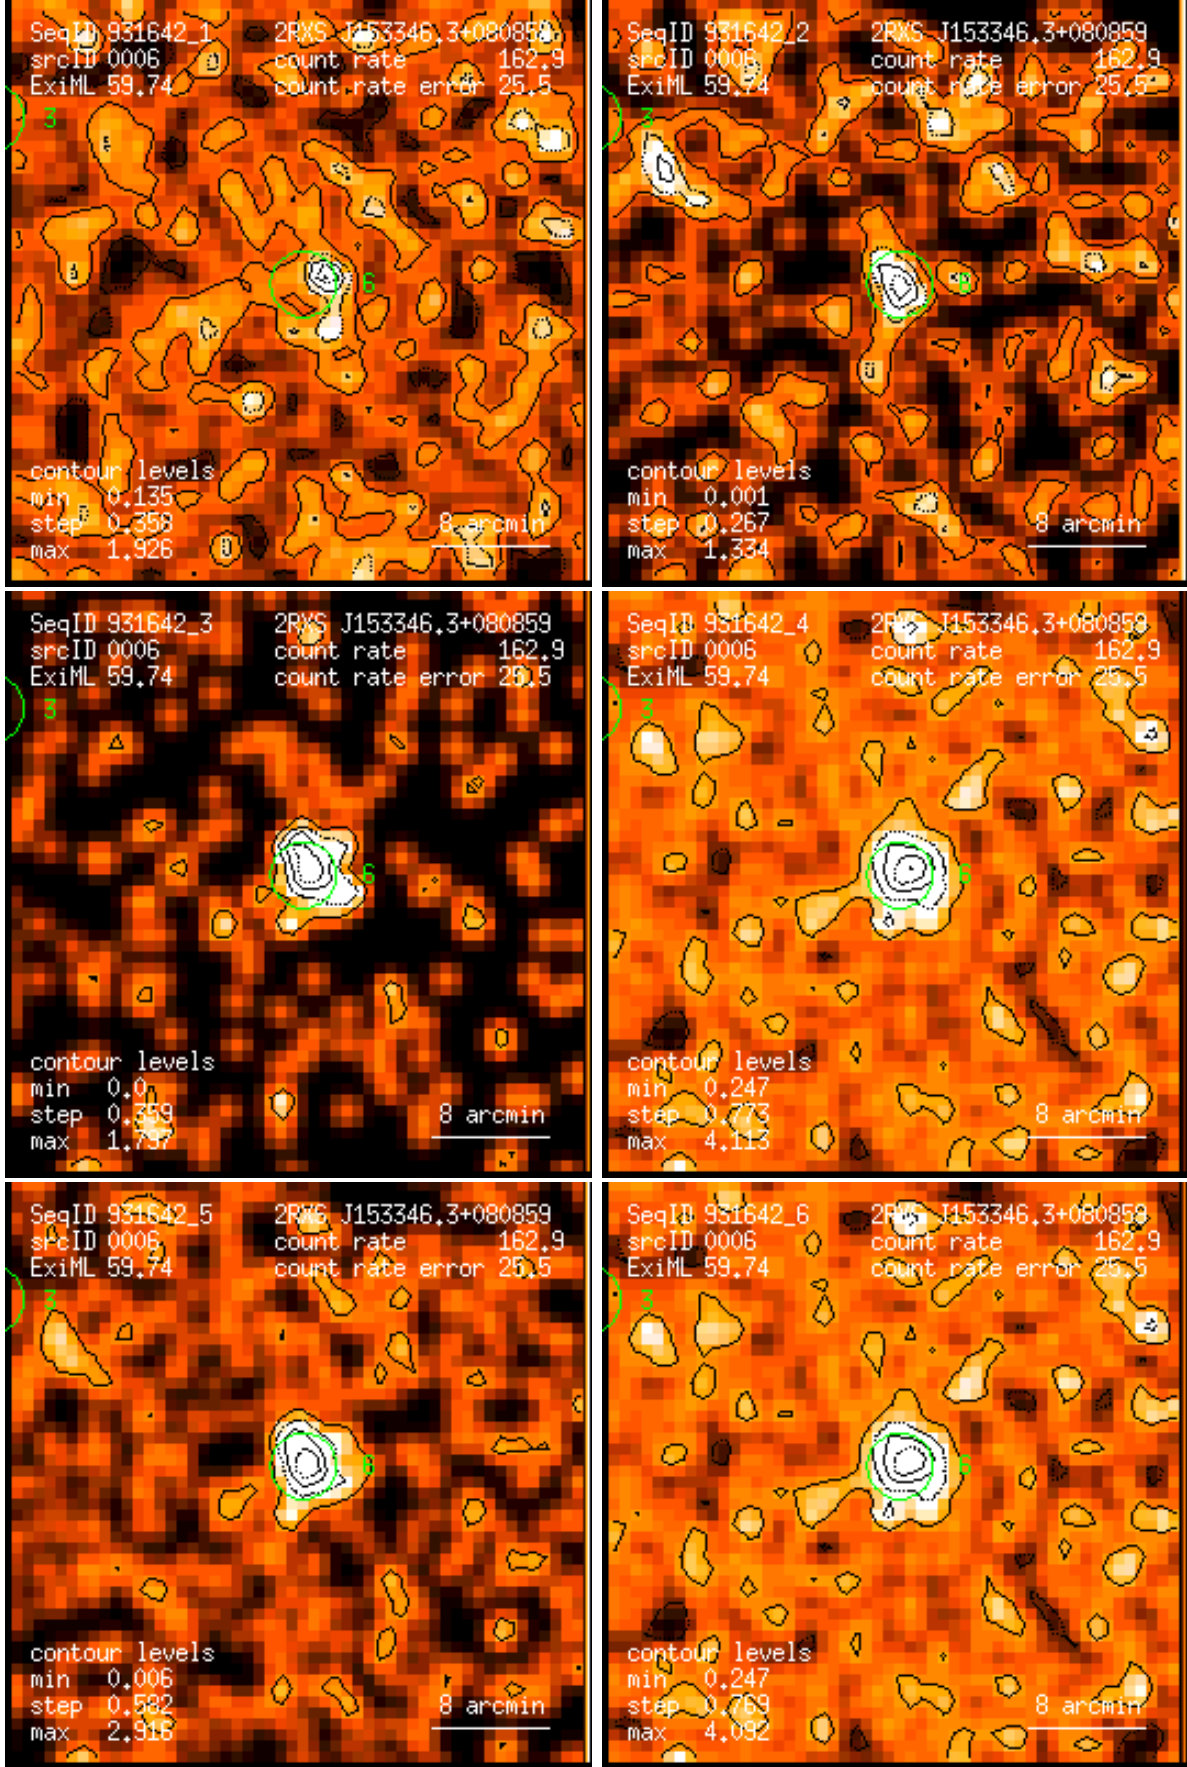 SeqID 931642_1 2RXS J153346.3+080859
srcID 0006 count rate 162.9
ExiML 59.74 count rate error 25.5
3
6
contour levels
min 0.135
step 0.358 8 arcmin
max 1.926
SeqID 931642_2 2RXS J153346.3+080859
srcID 0006 count rate 162.9
ExiML 59.74 count rate error 25.5
3
6
contour levels
min 0.001
step 0.267 8 arcmin
max 1.334
SeqID 931642_3 2RXS J153346.3+080859
srcID 0006 count rate 162.9
ExiML 59.74 count rate error 25.5
3
6
contour levels
min 0.0
step 0.359 8 arcmin
max 1.797
SeqID 931642_4 2RXS J153346.3+080859
srcID 0006 count rate 162.9
ExiML 59.74 count rate error 25.5
3
6
contour levels
min 0.247
step 0.773 8 arcmin
max 4.113
SeqID 931642_5 2RXS J153346.3+080859
srcID 0006 count rate 162.9
ExiML 59.74 count rate error 25.5
3
6
contour levels
min 0.006
step 0.582 8 arcmin
max 2.916
SeqID 931642_6 2RXS J153346.3+080859
srcID 0006 count rate 162.9
ExiML 59.74 count rate error 25.5
3
6
contour levels
min 0.247
step 0.769 8 arcmin
max 4.092